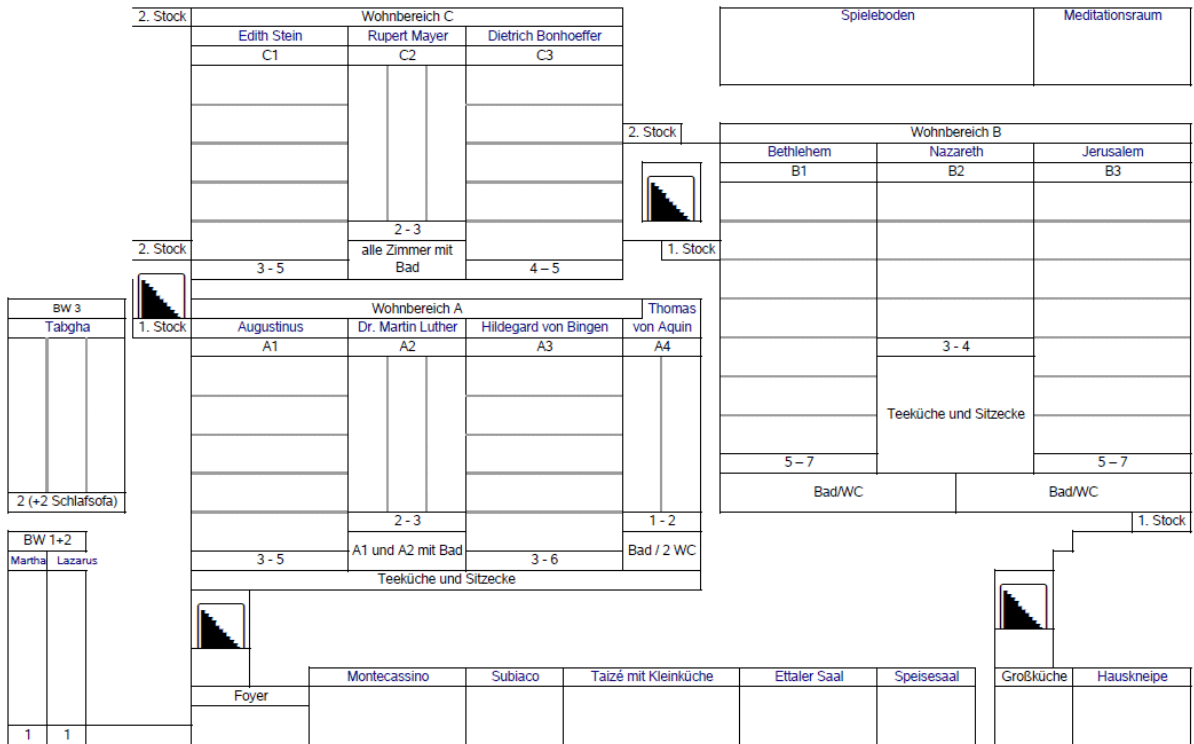 2. Stock
Wohnbereich C
Edith Stein
Rupert Mayer
Dietrich Bonhoeffer
C1
C2
C3
2 - 3
alle Zimmer mit
Bad
3 - 5
4 – 5
Spieleboden
Meditationsraum
2. Stock
Wohnbereich B
Bethlehem
Nazareth
Jerusalem
B1
B2
B3
1. Stock
3 - 4
Teeküche und Sitzecke
5 – 7
5 – 7
Bad/WC
Bad/WC
1. Stock
2. Stock
1. Stock
BW 3
Tabgha
2 (+2 Schlafsofa)
Wohnbereich A
Thomas
von Aquin
Augustinus
Dr. Martin Luther
Hildegard von Bingen
A1
A2
A3
A4
2 - 3
1 - 2
A1 und A2 mit Bad
Bad / 2 WC
3 - 5
3 - 6
Teeküche und Sitzecke
BW 1+2
Martha
Lazarus
1
1
Foyer
Montecassino
Subiaco
Taizé mit Kleinküche
Ettaler Saal
Speisesaal
Großküche
Hauskneipe